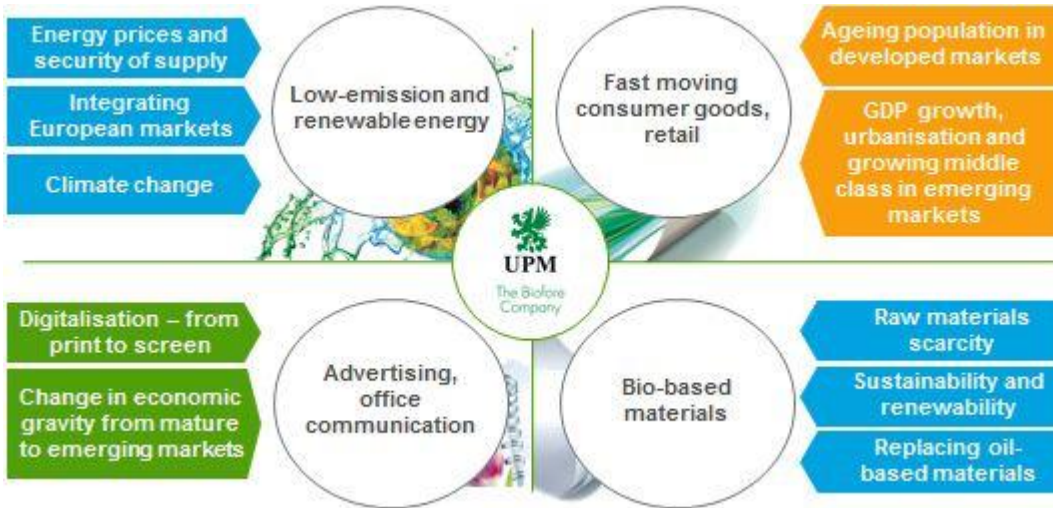 Energy prices and
security of supply
Integrating
European markets
Climate change
Low-emission and
renewable energy
Fast moving
consumer goods,
retail
Ageing population in
developed markets
GDP growth,
urbanisation and
growing middle
class in emerging
markets
UPM
The Biofore
Company
Digitalisation – from
print to screen
Change in economic
gravity from mature
to emerging markets
Advertising,
office
communication
Bio-based
materials
Raw materials
scarcity
Sustainability and
renewability
Replacing oil-
based materials